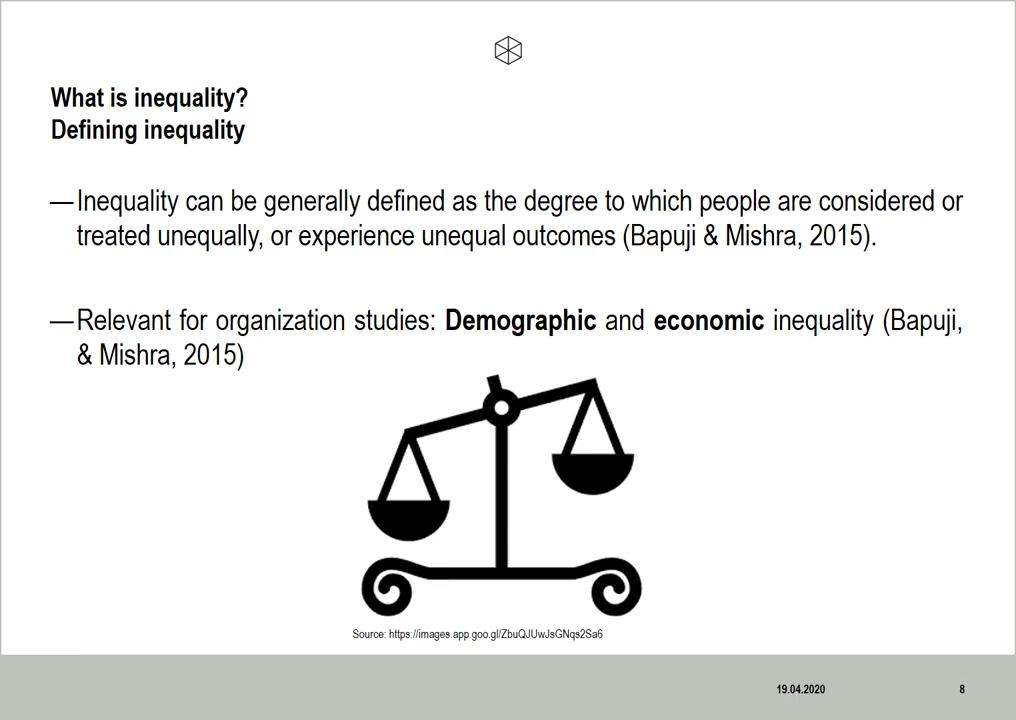 What is inequality?
Defining inequality
—Inequality can be generally defined as the degree to which people are considered or
treated unequally, or experience unequal outcomes (Bapuji & Mishra, 2015).
—Relevant for organization studies: Demographic and economic inequality (Bapuji,
& Mishra, 2015)
Source: https://images.app.goo.gl/ZbuQJUwJsGNqs2Sa6
19.04.2020 8